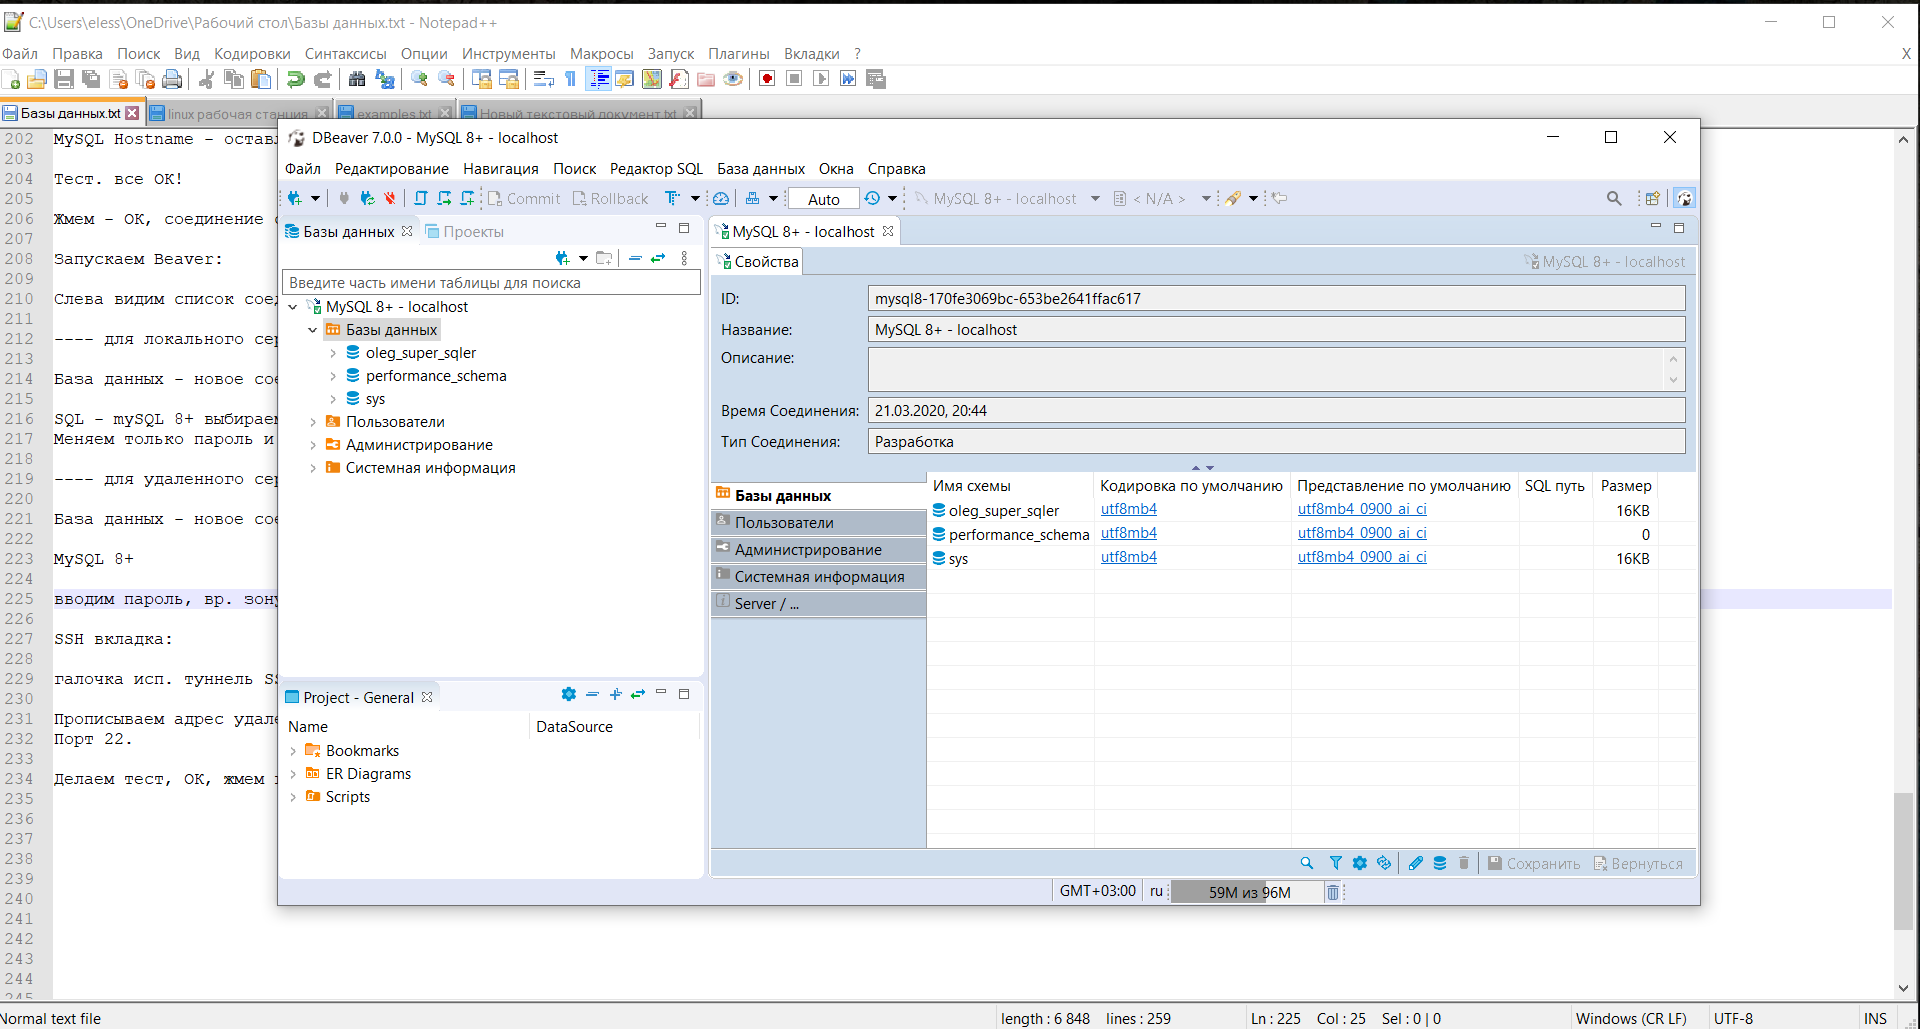 C:\Users\eless\OneDrive\Рабочий стол\Базы данных.txt - Notepad++
Файл Правка Поиск Вид Кодировки Синтаксисы Опции Инструменты Макросы Запуск Плагины Вкладки ? X
Базы данных.txt linux рабочая станция examples.txt Новый текстовый документ.txt
202 MySQL Hostname - остав
203
204 Тест. все ОК!
205
206 Жмем - ОК, соединение
207
208 Запускаем Beaver:
209
210 Слева видим список
211
212 ---- для локального
213
214 База данных - новое
215
216 SQL - mySQL 8+ выбираем
217 Меняем только пароль и
218
219 ---- для удаленного
220
221 База данных - новое
222
223 MySQL 8+
224
225 вводим пароль, вр. зону
226
227 SSH вкладка:
228
229 галочка исп. туннель
230
231 Прописываем адрес
232 Порт 22.
233
234 Делаем тест, ОК, жмем
235
236
237
238
239
240
241
242
243
244
245
DBeaver 7.0.0 - MySQL 8+ - localhost
Файл Редактирование Навигация Поиск Редактор SQL База данных Окна Справка
Commit Rollback Auto MySQL 8+ - localhost < N/A >
Базы данных Проекты
Введите часть имени таблицы для поиска
MySQL 8+ - localhost
Базы данных
oleg_super_sqler
performance_schema
sys
Пользователи
Администрирование
Системная информация
Project - General
Name DataSource
Bookmarks
ER Diagrams
Scripts
MySQL 8+ - localhost
Свойства MySQL 8+ - localhost
ID: mysql8-170fe3069bc-653be2641ffac617
Название: MySQL 8+ - localhost
Описание:
Время Соединения: 21.03.2020, 20:44
Тип Соединения: Разработка
Базы данных
Пользователи
Администрирование
Системная информация
Server / ...
Имя схемы Кодировка по умолчанию Представление по умолчанию SQL путь Размер
oleg_super_sqler utf8mb4 utf8mb4_0900_ai_ci 16KB
performance_schema utf8mb4 utf8mb4_0900_ai_ci 0
sys utf8mb4 utf8mb4_0900_ai_ci 16KB
Сохранить Вернуться
GMT+03:00 ru 59M из 96M
Normal text file length : 6 848 lines : 259 Ln : 225 Col : 25 Sel : 0 | 0 Windows (CR LF) UTF-8 INS